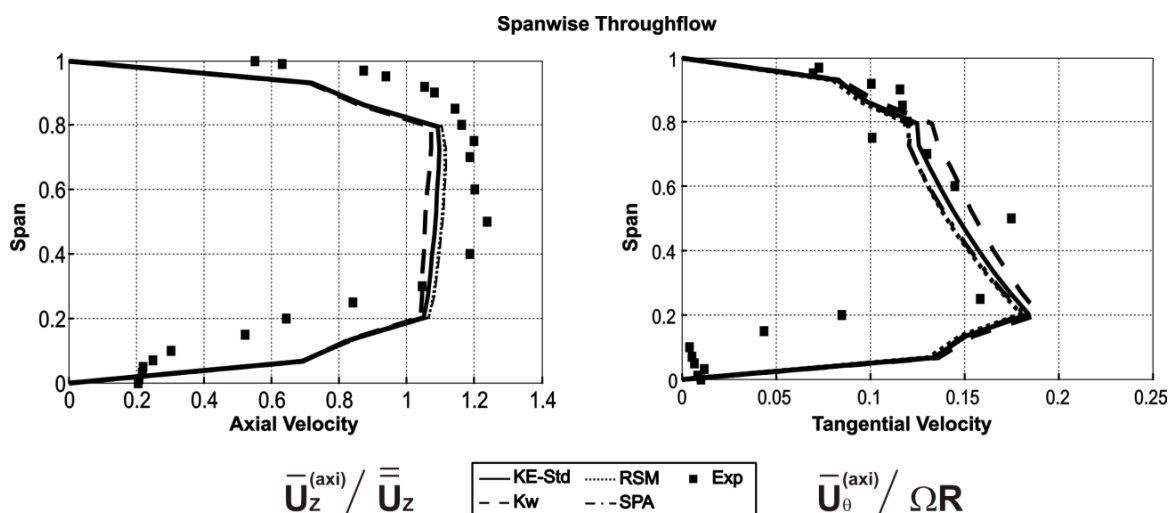 Spanwise Throughflow
Span
1
0.8
0.6
0.4
0.2
0
0 0.2 0.4 0.6 0.8 1 1.2 1.4
Axial Velocity
Span
1
0.8
0.6
0.4
0.2
0
0 0.05 0.1 0.15 0.2 0.25
Tangential Velocity
U̅z(axi) / U̿z
KE-Std RSM Exp
Kw SPA
U̅θ(axi) / ΩR